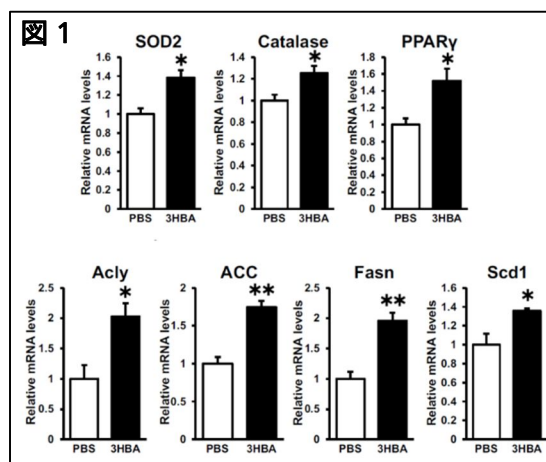 図 1
SOD2
Relative mRNA levels
1.6
1.4
1.2
1
0.8
0.6
0.4
0.2
0
*
PBS 3HBA
Catalase
Relative mRNA levels
1.4
1.2
1
0.8
0.6
0.4
0.2
0
*
PBS 3HBA
PPARγ
Relative mRNA levels
1.8
1.6
1.4
1.2
1
0.8
0.6
0.4
0.2
0
*
PBS 3HBA
Acly
Relative mRNA levels
2.5
2
1.5
1
0.5
0
*
PBS 3HBA
ACC
Relative mRNA levels
2
1.5
1
0.5
0
**
PBS 3HBA
Fasn
Relative mRNA levels
2.5
2
1.5
1
0.5
0
**
PBS 3HBA
Scd1
Relative mRNA levels
1.6
1.4
1.2
1
0.8
0.6
0.4
0.2
0
*
PBS 3HBA